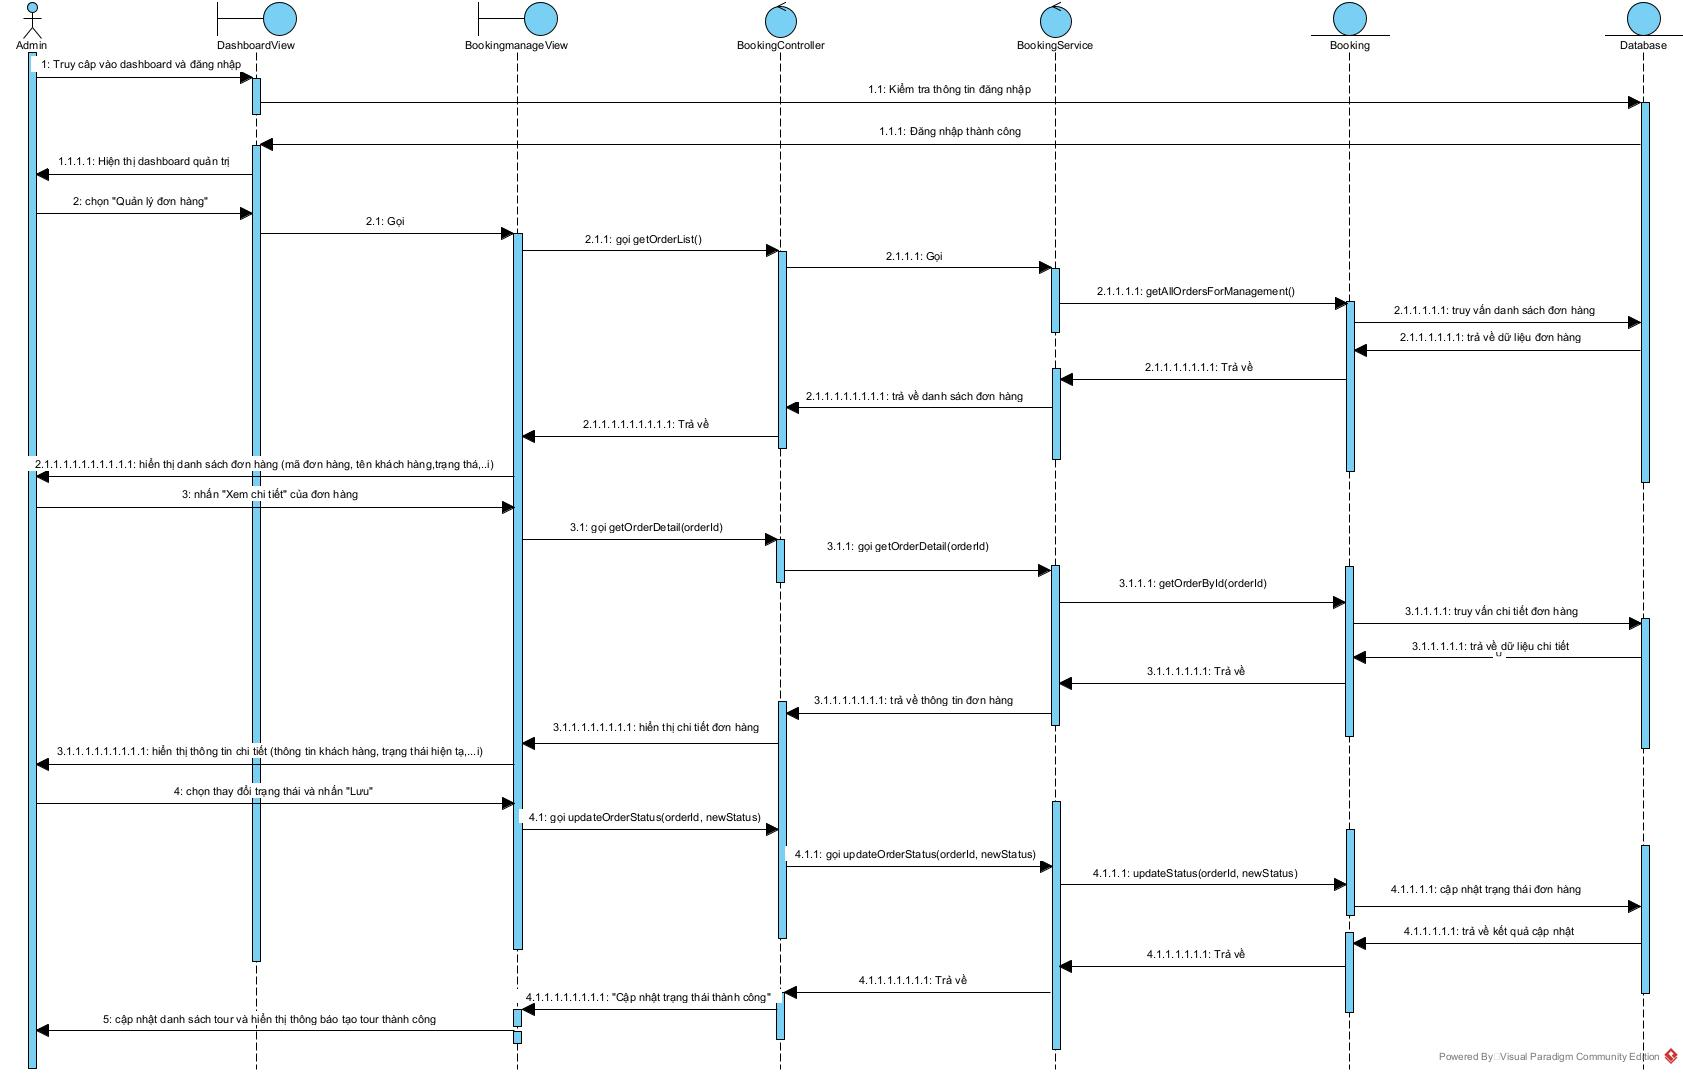 Admin
DashboardView
BookingmanageView
BookingController
BookingService
Booking
Database
1: Truy câp vào dashboard và đăng nhập
1.1: Kiểm tra thông tin đăng nhập
1.1.1: Đăng nhập thành công
1.1.1.1: Hiện thị dashboard quản trị
2: chọn "Quản lý đơn hàng"
2.1: Gọi
2.1.1: gọi getOrderList()
2.1.1.1: Gọi
2.1.1.1.1: getAllOrdersForManagement()
2.1.1.1.1.1: truy vấn danh sách đơn hàng
2.1.1.1.1.1.1: trả về dữ liệu đơn hàng
2.1.1.1.1.1.1.1: Trả về
2.1.1.1.1.1.1.1.1: trả về danh sách đơn hàng
2.1.1.1.1.1.1.1.1.1: Trả về
2.1.1.1.1.1.1.1.1.1.1: hiển thị danh sách đơn hàng (mã đơn hàng, tên khách hàng,trạng thá,..i)
3: nhấn "Xem chi tiết" của đơn hàng
3.1: gọi getOrderDetail(orderId)
3.1.1: gọi getOrderDetail(orderId)
3.1.1.1: getOrderById(orderId)
3.1.1.1.1: truy vấn chi tiết đơn hàng
3.1.1.1.1.1: trả về dữ liệu chi tiết
3.1.1.1.1.1.1: Trả về
3.1.1.1.1.1.1.1: trả về thông tin đơn hàng
3.1.1.1.1.1.1.1.1: hiển thị chi tiết đơn hàng
3.1.1.1.1.1.1.1.1.1: hiển thị thông tin chi tiết (thông tin khách hàng, trạng thái hiện tạ,...i)
4: chọn thay đổi trạng thái và nhấn "Lưu"
4.1: gọi updateOrderStatus(orderId, newStatus)
4.1.1: gọi updateOrderStatus(orderId, newStatus)
4.1.1.1: updateStatus(orderId, newStatus)
4.1.1.1.1: cập nhật trạng thái đơn hàng
4.1.1.1.1.1: trả về kết quả cập nhật
4.1.1.1.1.1.1: Trả về
4.1.1.1.1.1.1.1: Trả về
4.1.1.1.1.1.1.1.1: "Cập nhật trạng thái thành công"
5: cập nhật danh sách tour và hiển thị thông báo tạo tour thành công
Powered By Visual Paradigm Community Edition